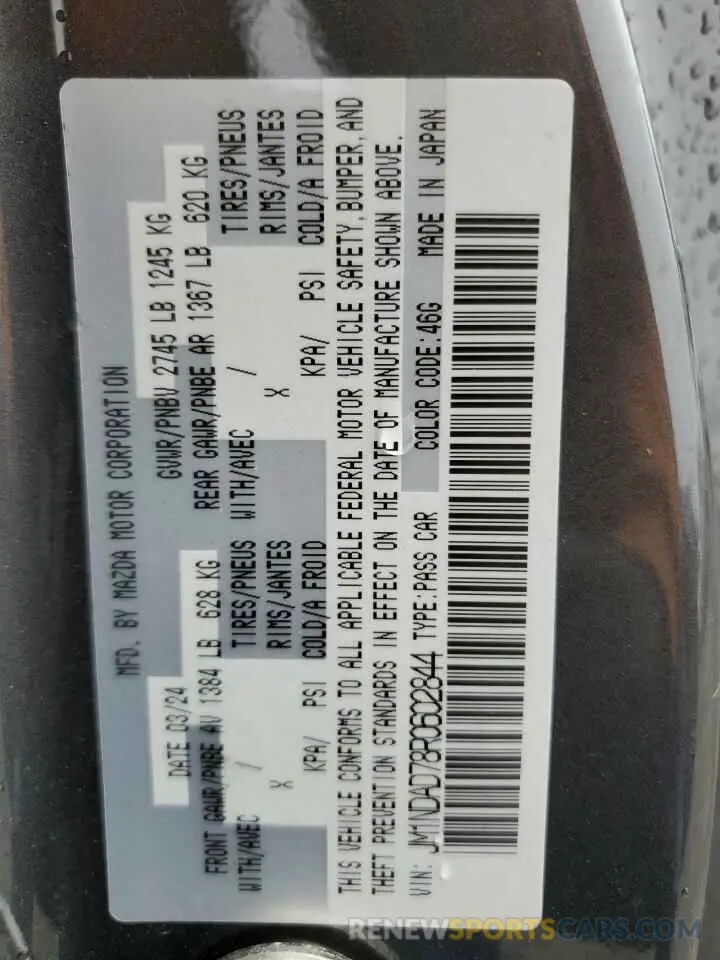 MFD. BY MAZDA MOTOR CORPORATION
DATE 03/24 GVWR/PNBV 2745 LB 1245 KG
FRONT GAWR/PNBE AV 1384 LB 628 KG REAR GAWR/PNBE AR 1367 LB 620 KG
WITH/AVEC TIRES/PNEUS WITH/AVEC TIRES/PNEUS
/ RIMS/JANTES / RIMS/JANTES
X X
KPA/ PSI COLD/A FROID KPA/ PSI COLD/A FROID
THIS VEHICLE CONFORMS TO ALL APPLICABLE FEDERAL MOTOR VEHICLE SAFETY, BUMPER, AND
THEFT PREVENTION STANDARDS IN EFFECT ON THE DATE OF MANUFACTURE SHOWN ABOVE.
VIN: JM1NDAD78R0602844 TYPE:PASS CAR COLOR CODE:46G MADE IN JAPAN
RENEWSPORTSCARS.COM